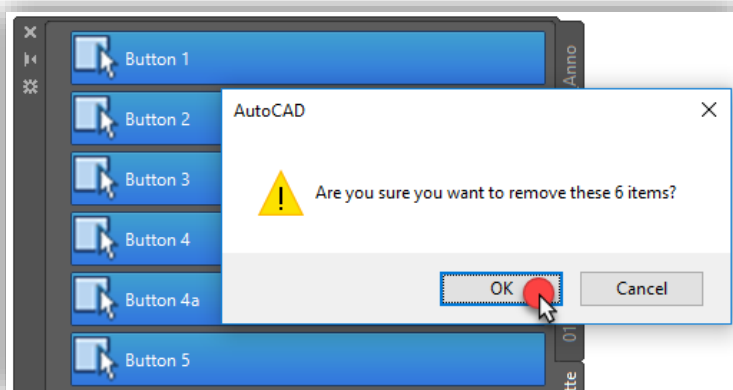 Button 1
Button 2
Button 3
Button 4
Button 4a
Button 5
Anno
AutoCAD
Are you sure you want to remove these 6 items?
OK
Cancel
01